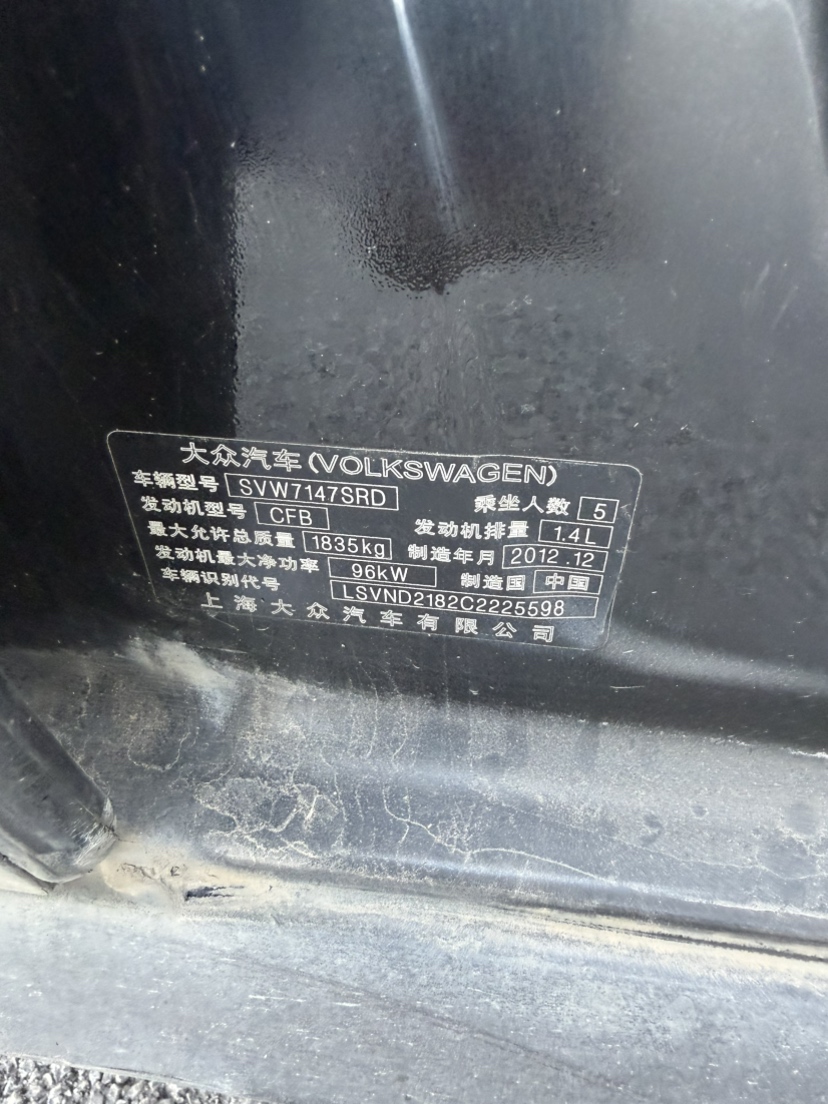 大众汽车(VOLKSWAGEN)
车辆型号 SVW7147SRD 乘坐人数 5
发动机型号 CFB 发动机排量 1.4L
最大允许总质量 1835kg 制造年月 2012.12
发动机最大净功率 96kW 制造国 中国
车辆识别代号 LSVND2182C2225598
上海大众汽车有限公司